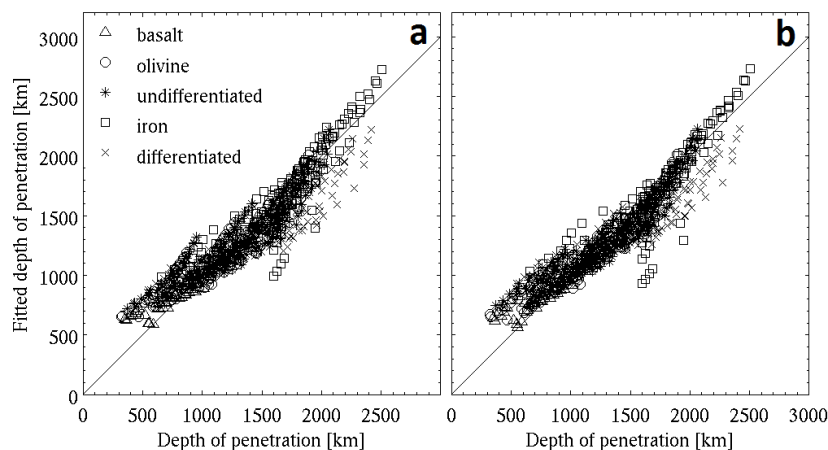 a
b
3000
2500
2000
1500
1000
500
0
Fitted depth of penetration [km]
basalt
olivine
undifferentiated
iron
differentiated
0 500 1000 1500 2000 2500
0 500 1000 1500 2000 2500 3000
Depth of penetration [km]
Depth of penetration [km]